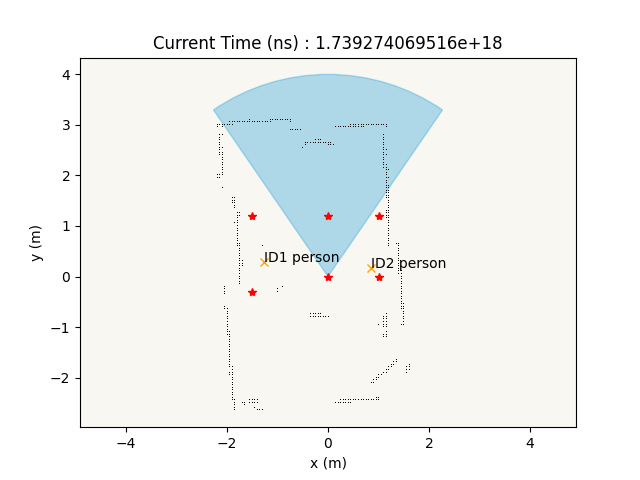 Current Time (ns) : 1.739274069516e+18
4
3
2
1
0
−1
−2
y (m)
ID1 person
ID2 person
−4 −2 0 2 4
x (m)